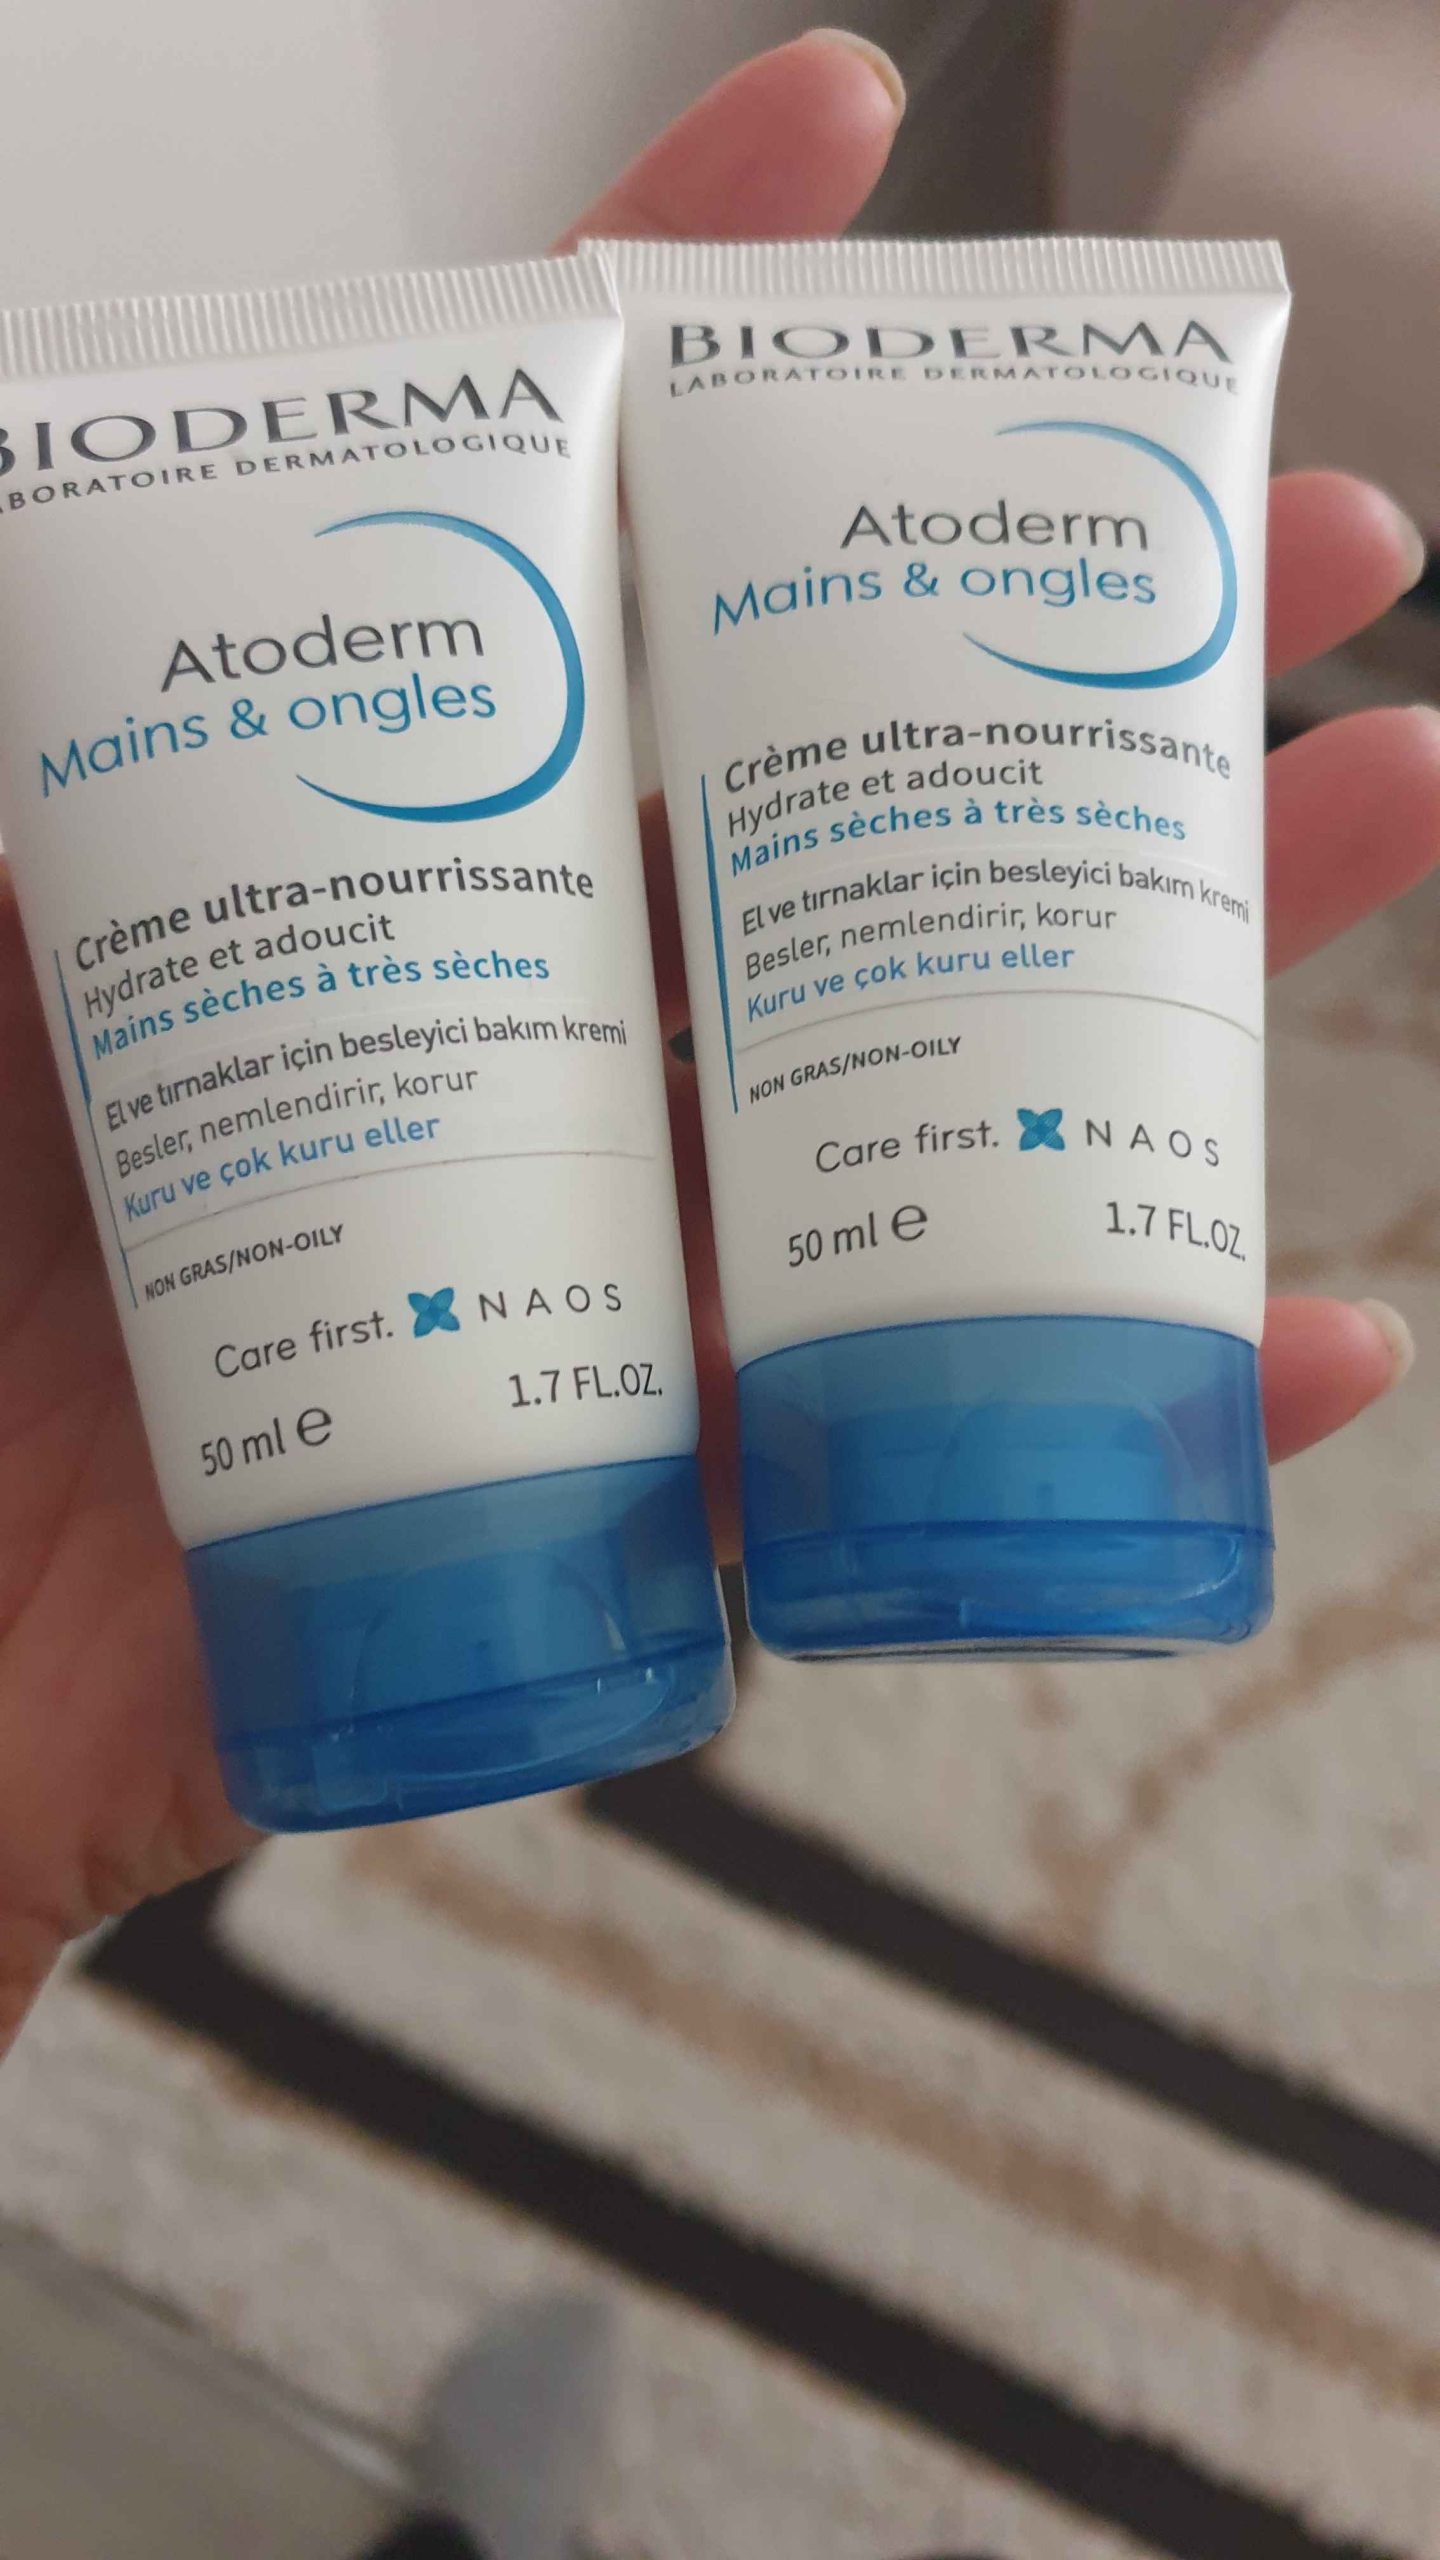 BIODERMA
LABORATOIRE DERMATOLOGIQUE
Atoderm
Mains & ongles
Crème ultra-nourrissante
Hydrate et adoucit
Mains sèches à très sèches
El ve tırnaklar için besleyici bakım kremi
Besler, nemlendirir, korur
Kuru ve çok kuru eller
NON GRAS/NON-OILY
Care first. NAOS
50 ml e 1.7 FL.OZ.
BIODERMA
LABORATOIRE DERMATOLOGIQUE
Atoderm
Mains & ongles
Crème ultra-nourrissante
Hydrate et adoucit
Mains sèches à très sèches
El ve tırnaklar için besleyici bakım kremi
Besler, nemlendirir, korur
Kuru ve çok kuru eller
NON GRAS/NON-OILY
Care first. NAOS
50 ml e 1.7 FL.OZ.